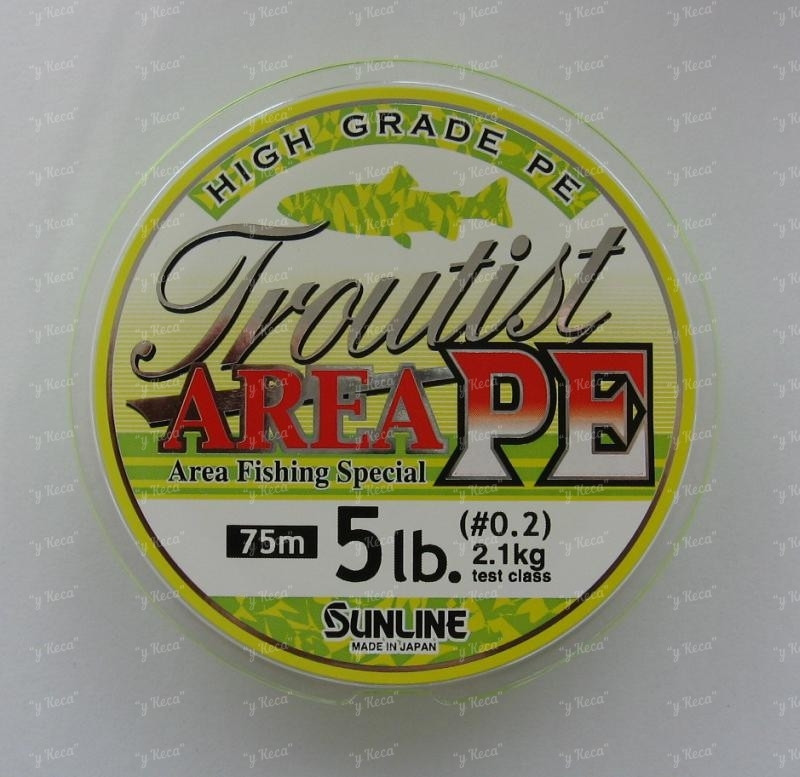 HIGH GRADE PE
Troutist
AREA PE
Area Fishing Special
75m 5lb. (#0.2)
2.1kg
test class
SUNLINE
MADE IN JAPAN
"y Keca"